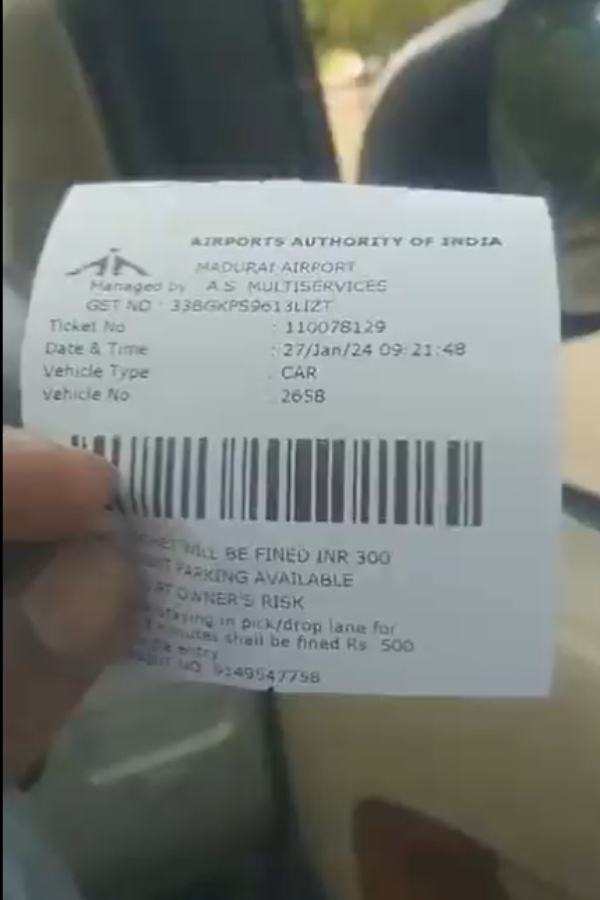 AIRPORTS AUTHORITY OF INDIA
MADURAI AIRPORT
Managed by A.S. MULTISERVICES
GST NO : 33BGKPS9613LIZT
Ticket No : 110078129
Date & Time : 27/Jan/24 09:21:48
Vehicle Type : CAR
Vehicle No : 2658
WILL BE FINED INR 300
PARKING AVAILABLE
OWNER'S RISK
staying in pick/drop lane for
minutes shall be fined Rs. 500
entry
NO. 9149547758